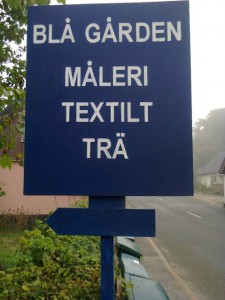 BLÅ GÅRDEN
MÅLERI
TEXTILT
TRÄ